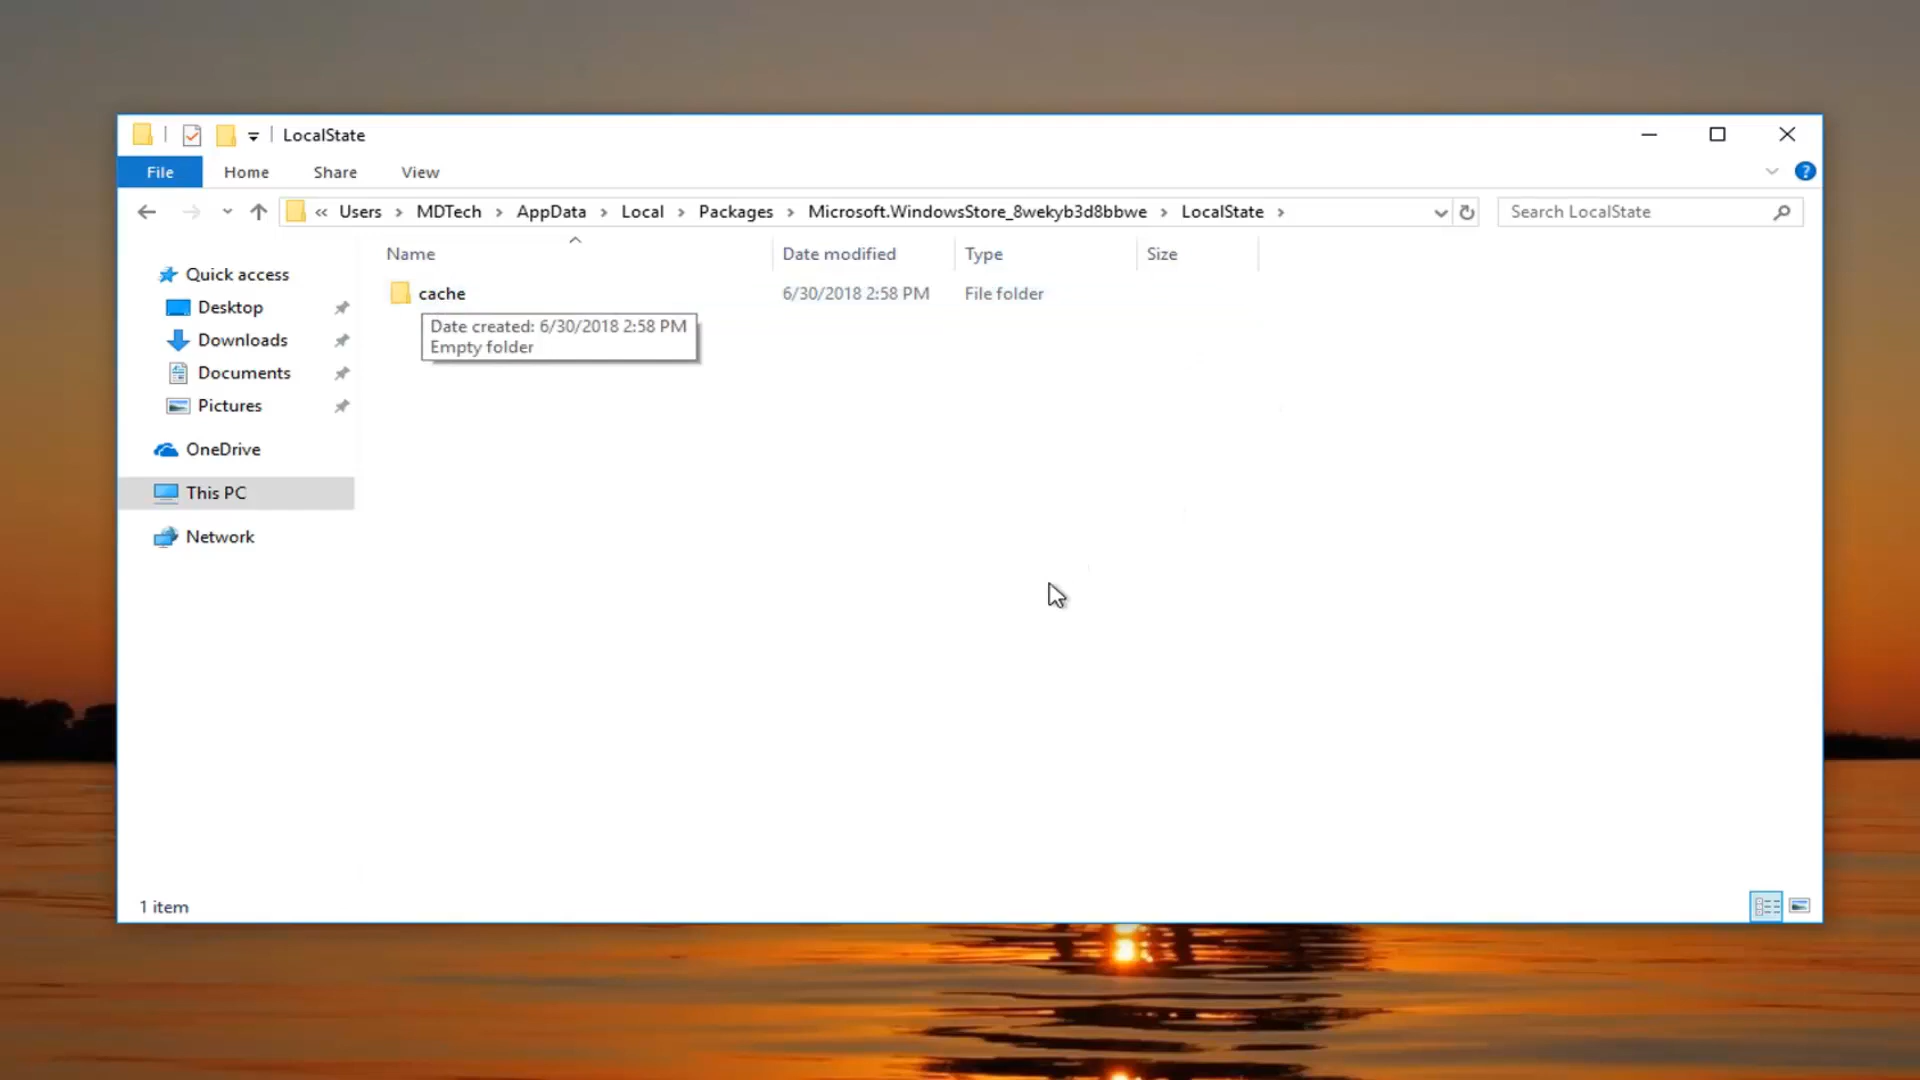 LocalState
File Home Share View
« Users > MDTech > AppData > Local > Packages > Microsoft.WindowsStore_8wekyb3d8bbwe > LocalState >
Search LocalState
Name Date modified Type Size
cache 6/30/2018 2:58 PM File folder
Date created: 6/30/2018 2:58 PM
Empty folder
Quick access
Desktop
Downloads
Documents
Pictures
OneDrive
This PC
Network
1 item